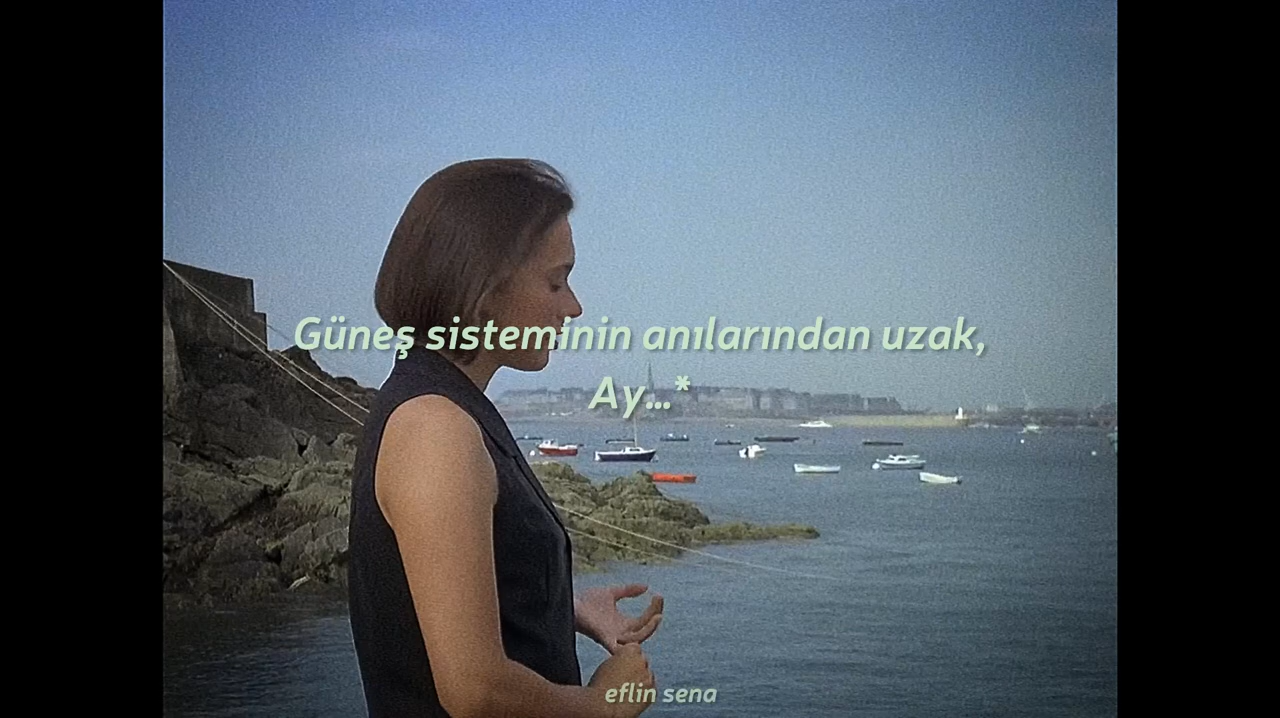 Güneş sisteminin anılarından uzak,
Ay...*
eflin sena